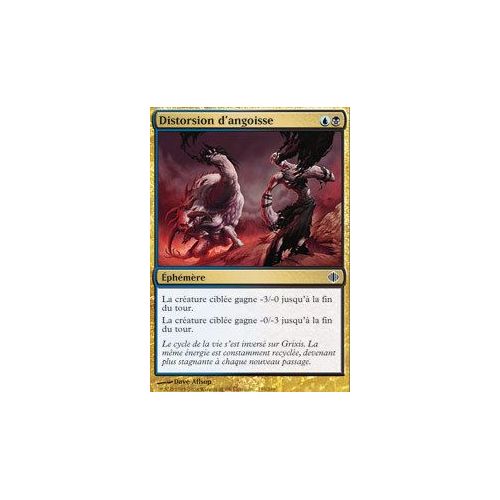 Distorsion d'angoisse
Éphémère
La créature ciblée gagne -3/-0 jusqu'à la fin
du tour.
La créature ciblée gagne -0/-3 jusqu'à la fin
du tour.
Le cycle de la vie s'est inversé sur Grixis. La
même énergie est constamment recyclée, devenant
plus stagnante à chaque nouveau passage.
Dave Allsop